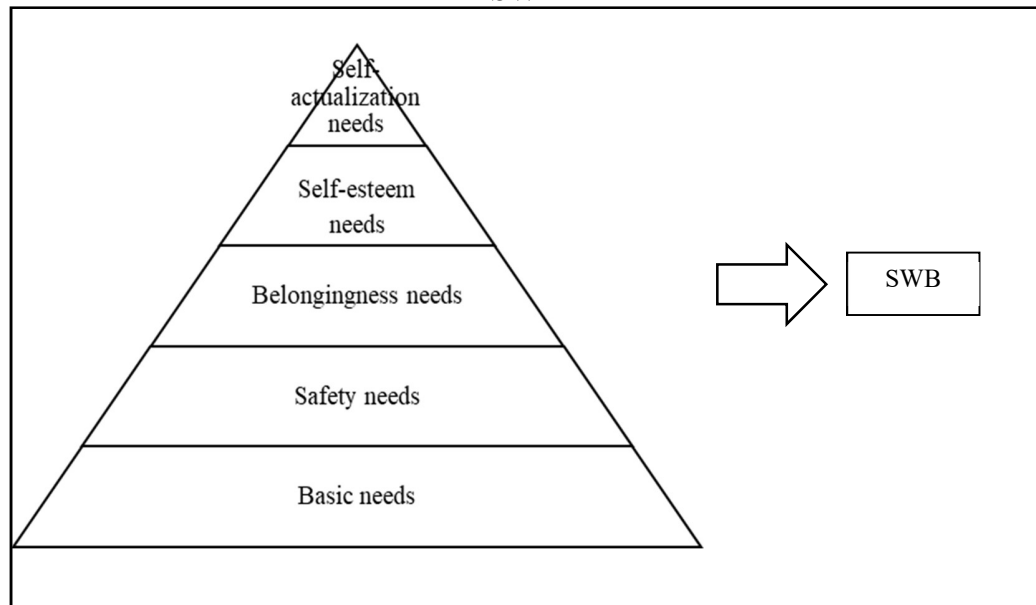 Self-
actualization
needs
Self-esteem
needs
Belongingness needs
Safety needs
Basic needs
SWB